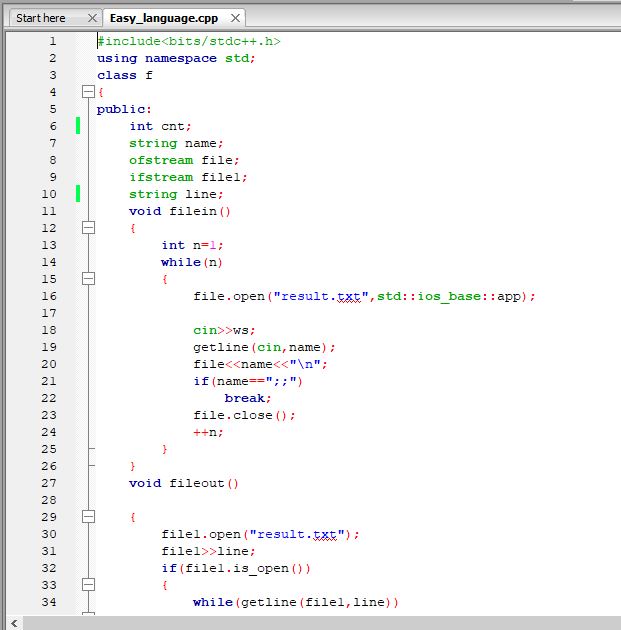 Start here Easy_language.cpp
1 #include<bits/stdc++.h>
2 using namespace std;
3 class f
4 {
5 public:
6 int cnt;
7 string name;
8 ofstream file;
9 ifstream file1;
10 string line;
11 void filein()
12 {
13 int n=1;
14 while(n)
15 {
16 file.open("result.txt",std::ios_base::app);
17
18 cin>>ws;
19 getline(cin,name);
20 file<<name<<"\n";
21 if(name==";;")
22 break;
23 file.close();
24 ++n;
25 }
26 }
27 void fileout()
28
29 {
30 file1.open("result.txt");
31 file1>>line;
32 if(file1.is_open())
33 {
34 while(getline(file1,line))